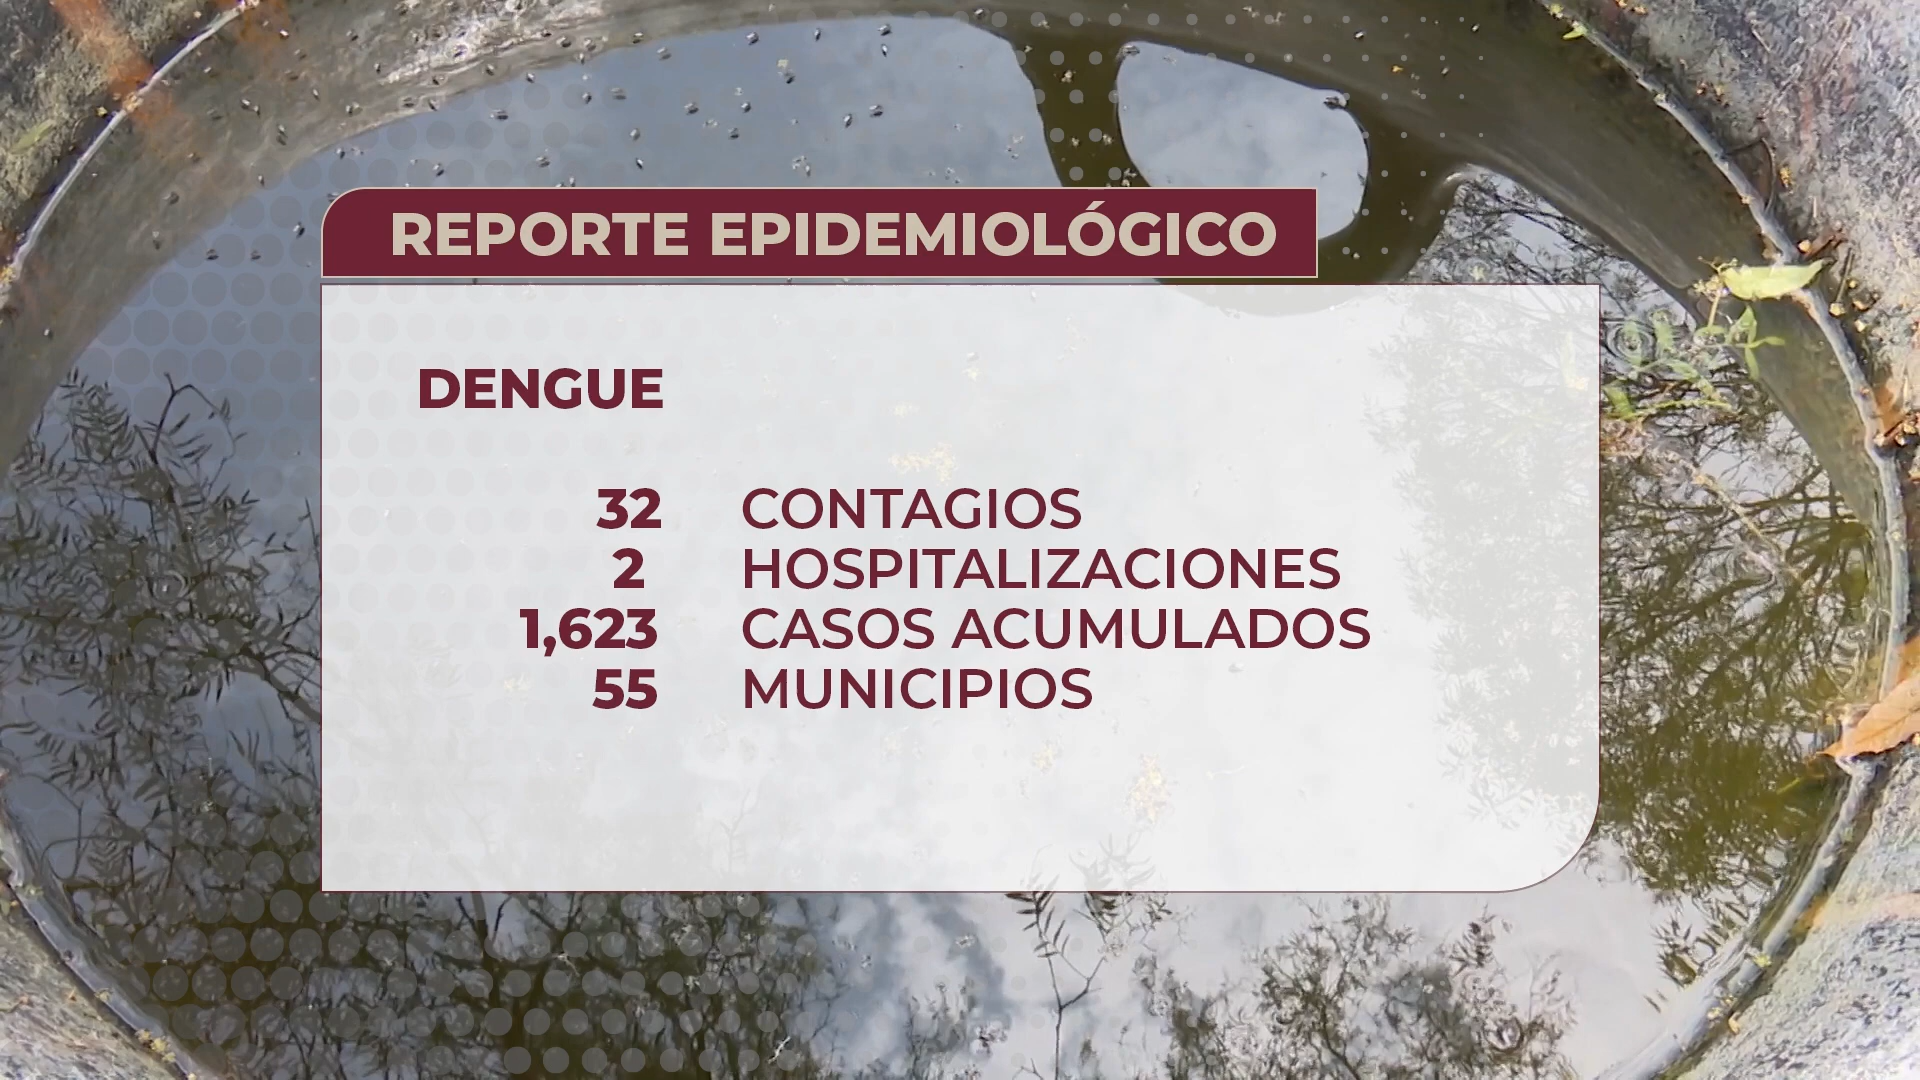 REPORTE EPIDEMIOLÓGICO
DENGUE
32 CONTAGIOS
2 HOSPITALIZACIONES
1,623 CASOS ACUMULADOS
55 MUNICIPIOS